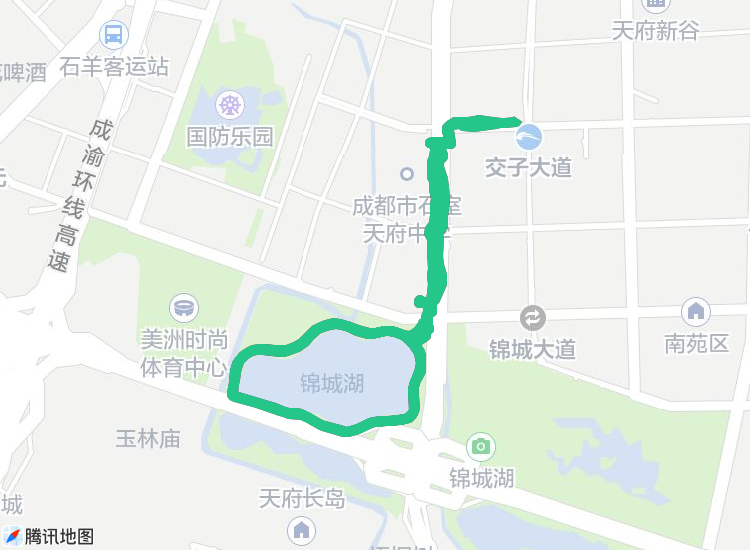 天府新谷
石羊客运站
啤酒
成渝环线高速
国防乐园
交子大道
成都市石室
天府中学
美洲时尚
体育中心
锦城大道
南苑区
锦城湖
玉林庙
锦城湖
天府长岛
城
腾讯地图